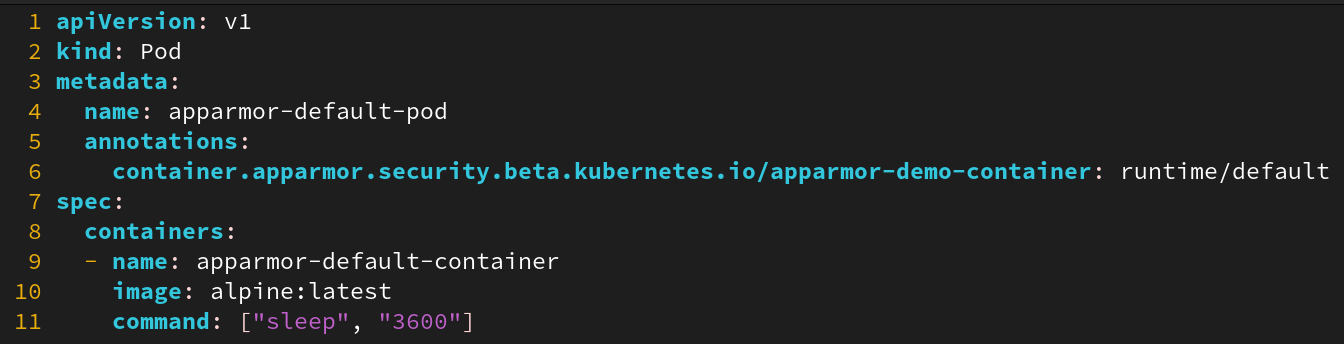 1 apiVersion: v1
2 kind: Pod
3 metadata:
4   name: apparmor-default-pod
5   annotations:
6     container.apparmor.security.beta.kubernetes.io/apparmor-demo-container: runtime/default
7 spec:
8   containers:
9   - name: apparmor-default-container
10     image: alpine:latest
11     command: ["sleep", "3600"]